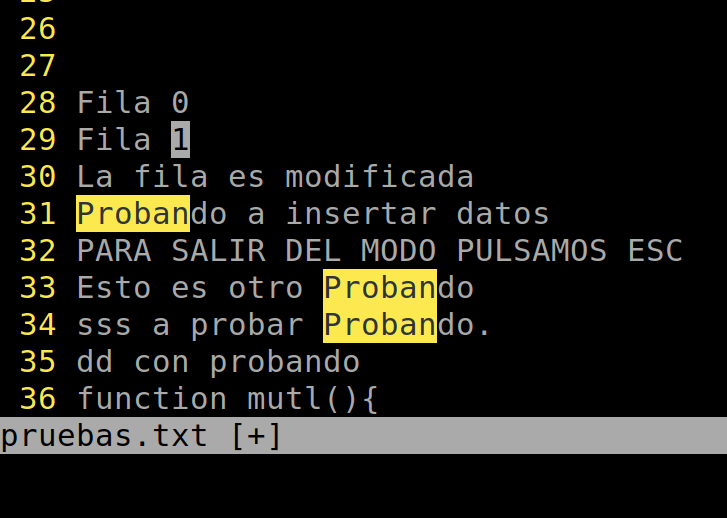 26
27
28 Fila 0
29 Fila 1
30 La fila es modificada
31 Probando a insertar datos
32 PARA SALIR DEL MODO PULSAMOS ESC
33 Esto es otro Probando
34 sss a probar Probando.
35 dd con probando
36 function mutl(){
pruebas.txt [+]